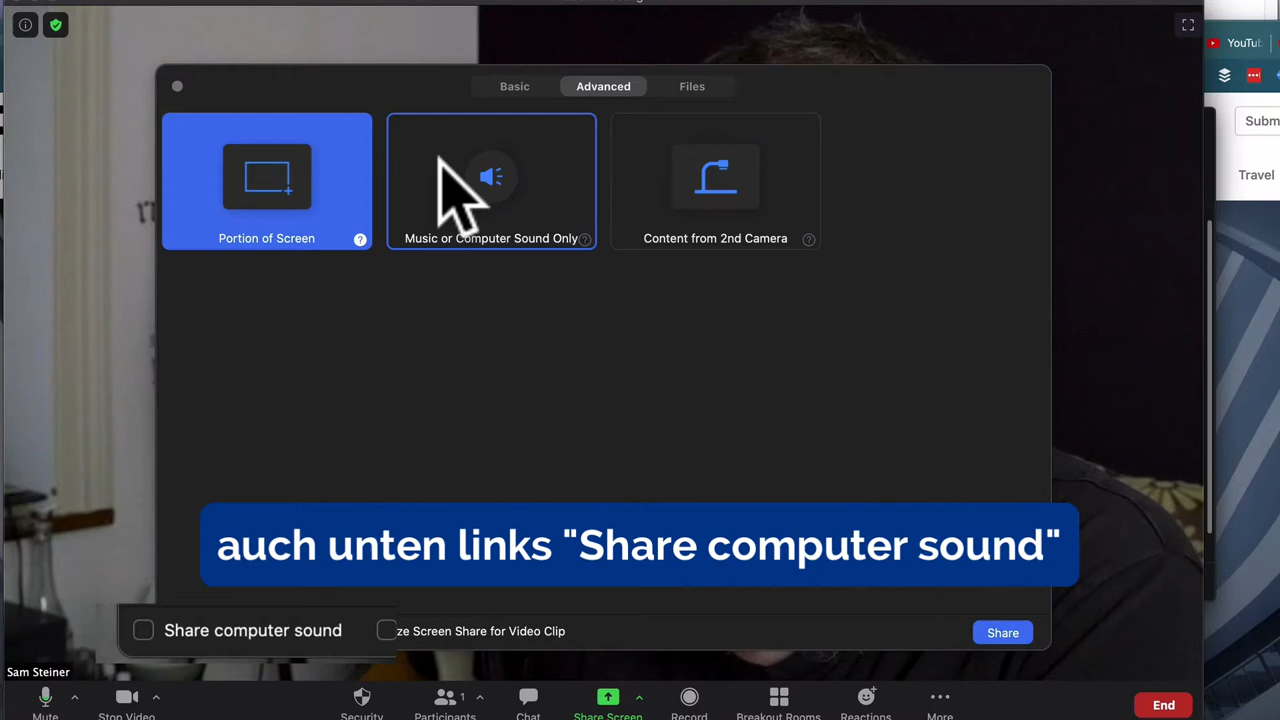 YouTub
Basic
Advanced
Files
Subm
Travel
Portion of Screen
Music or Computer Sound Only
Content from 2nd Camera
auch unten links "Share computer sound"
Share computer sound
ze Screen Share for Video Clip
Share
Sam Steiner
1
Mute
Stop Video
Security
Participants
Chat
Share Screen
Record
Breakout Rooms
Reactions
More
End